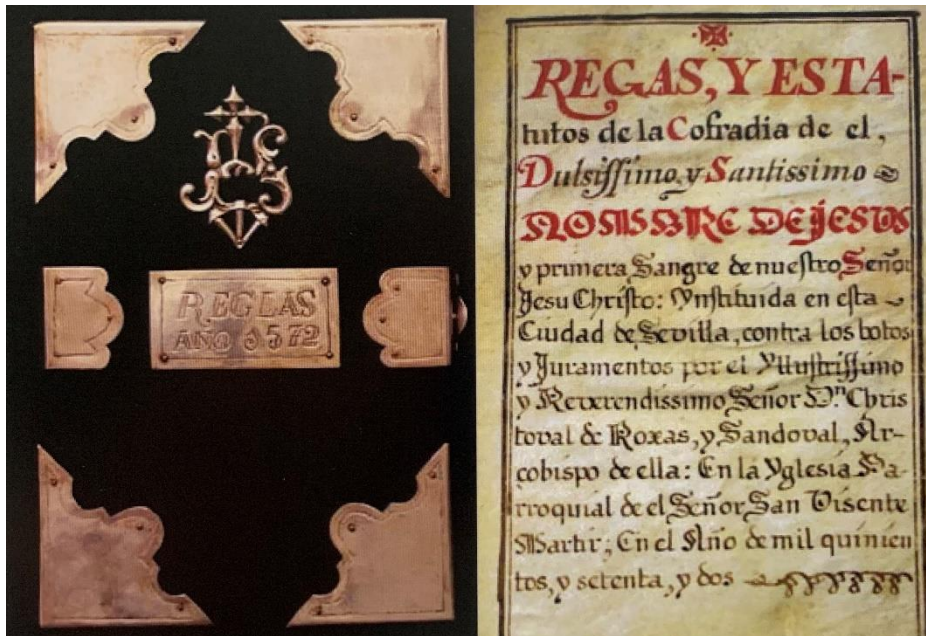 REGLAS
AÑO 1572
REGAS, Y ESTA-
tutos de la Cofradia de el,
Dulsissimo, y Santissimo
NOMBRE DE JESUS
y primera Sangre de nuestro Señor
Jesu Christo: Ynstituida en esta
Ciudad de Sevilla, contra los botos
y Juramentos por el Yllustrissimo
y Reverendissimo Señor Dn. Chris
toval de Roxas, y Sandoval, Ar-
cobispo de ella: En la Yglesia Pa-
rroquial de el Señor San Visente
Martir; En el Año de mil quinien
tos, y setenta, y dos